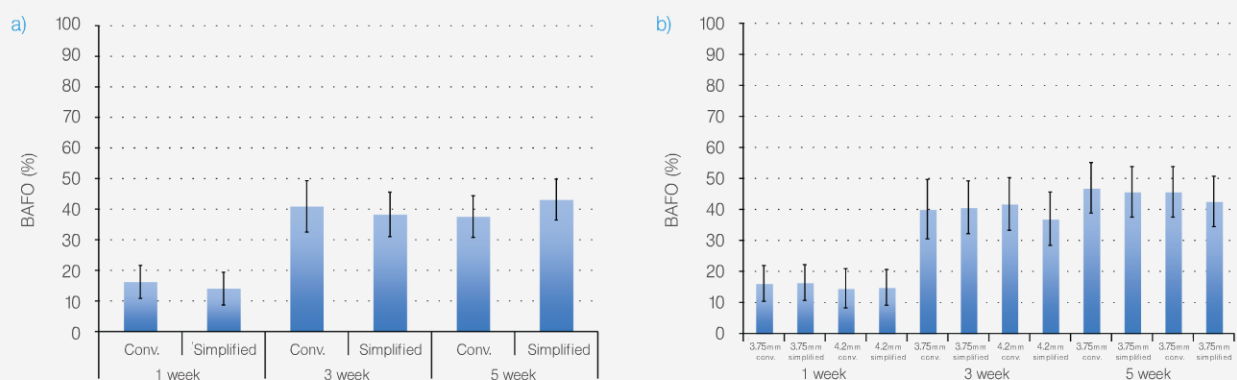 a)
BAFO (%)
100
90
80
70
60
50
40
30
20
10
0
Conv. Simplified Conv. Simplified Conv. Simplified
1 week 3 week 5 week
b)
BAFO (%)
100
90
80
70
60
50
40
30
20
10
0
3.75mm 3.75mm 4.2mm 4.2mm 3.75mm 3.75mm 4.2mm 4.2mm 3.75mm 3.75mm 3.75mm 3.75mm
conv. simplified conv. simplified conv. simplified conv. simplified conv. simplified conv. simplified
1 week 3 week 5 week